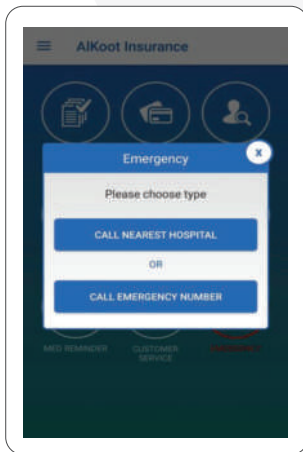 AlKoot Insurance
Emergency
X
Please choose type
CALL NEAREST HOSPITAL
OR
CALL EMERGENCY NUMBER
MED REMINDER
CUSTOMER
SERVICE